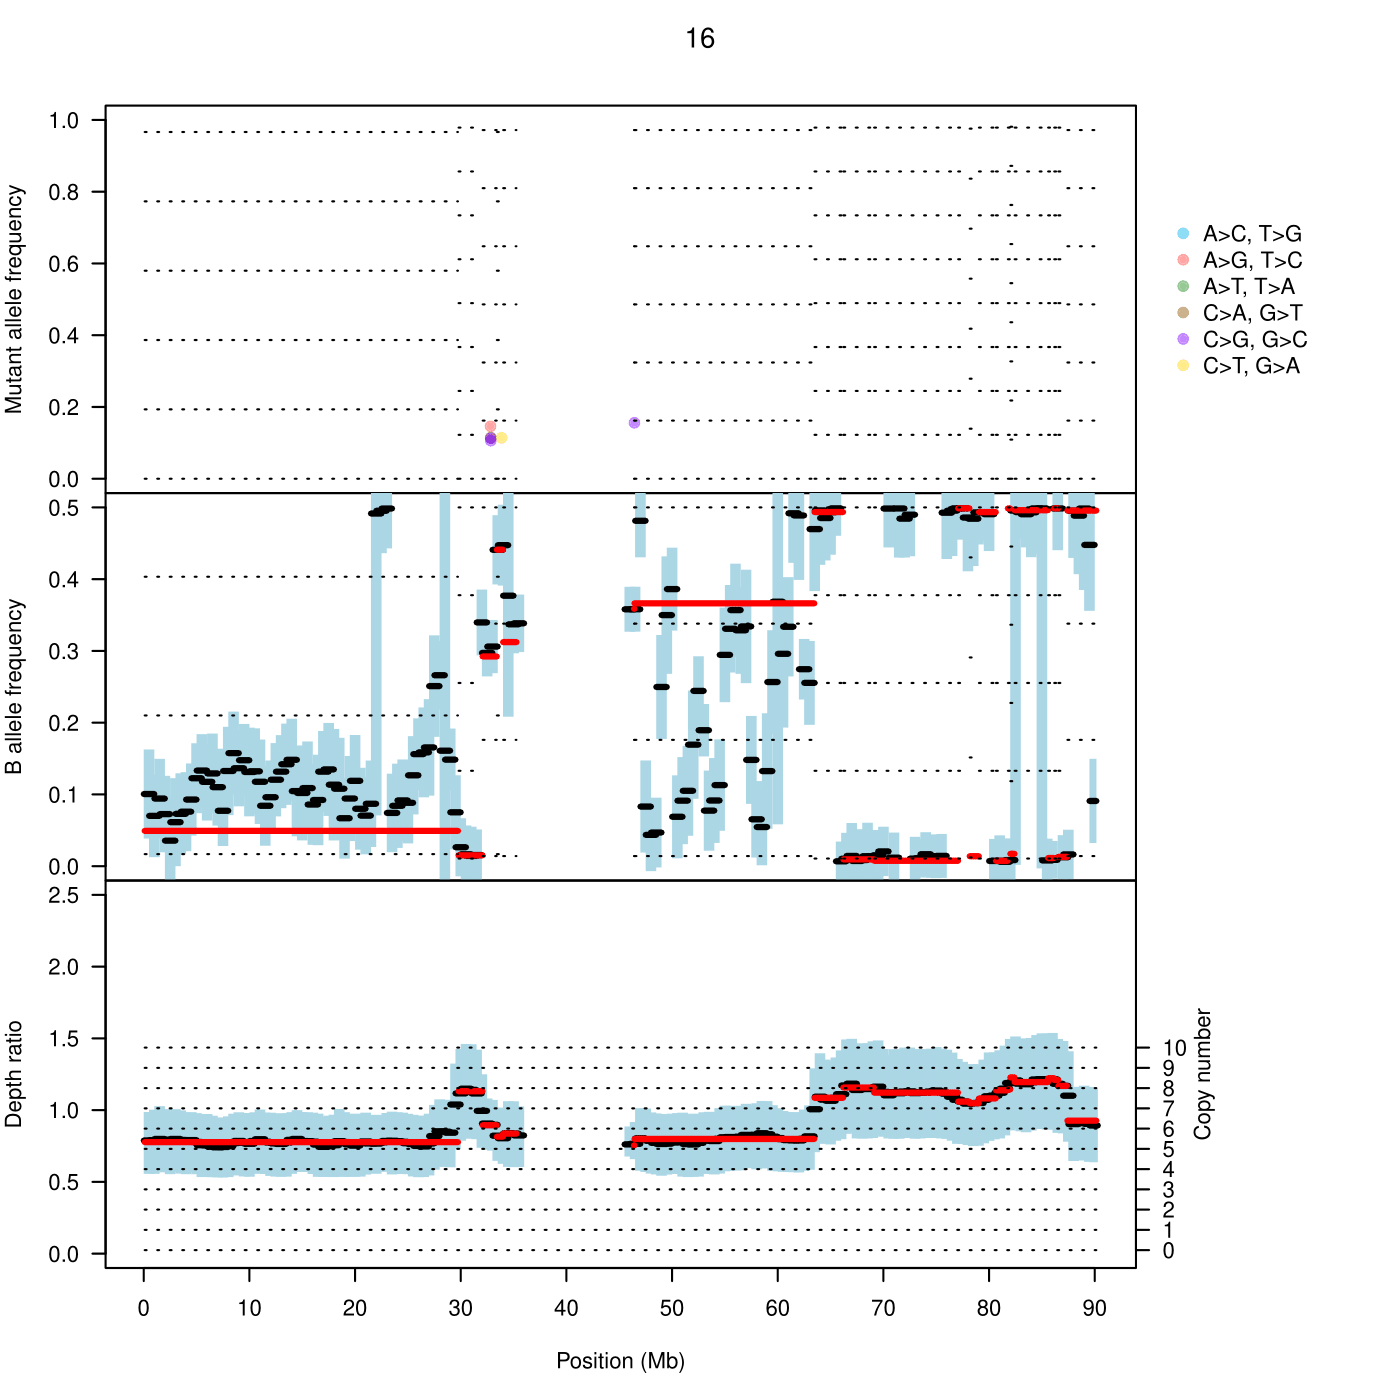 16
Mutant allele frequency
1.0
0.8
0.6
0.4
0.2
0.0
A>C, T>G
A>G, T>C
A>T, T>A
C>A, G>T
C>G, G>C
C>T, G>A
B allele frequency
0.5
0.4
0.3
0.2
0.1
0.0
Depth ratio
2.5
2.0
1.5
1.0
0.5
0.0
10
9
8
7
6
5
4
3
2
1
0
Copy number
0 10 20 30 40 50 60 70 80 90
Position (Mb)